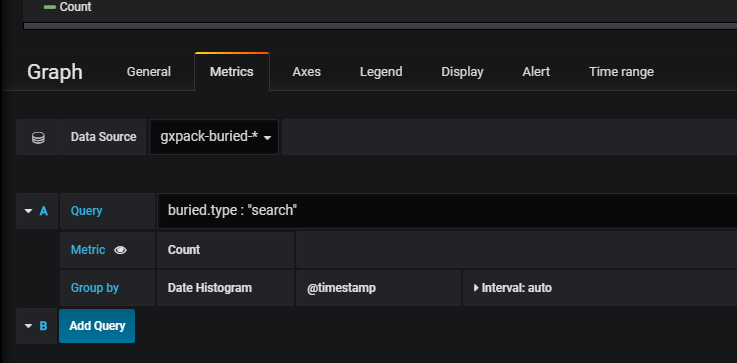 Count
Graph General Metrics Axes Legend Display Alert Time range
Data Source gxpack-buried-*
A Query buried.type : "search"
Metric Count
Group by Date Histogram @timestamp Interval: auto
B Add Query